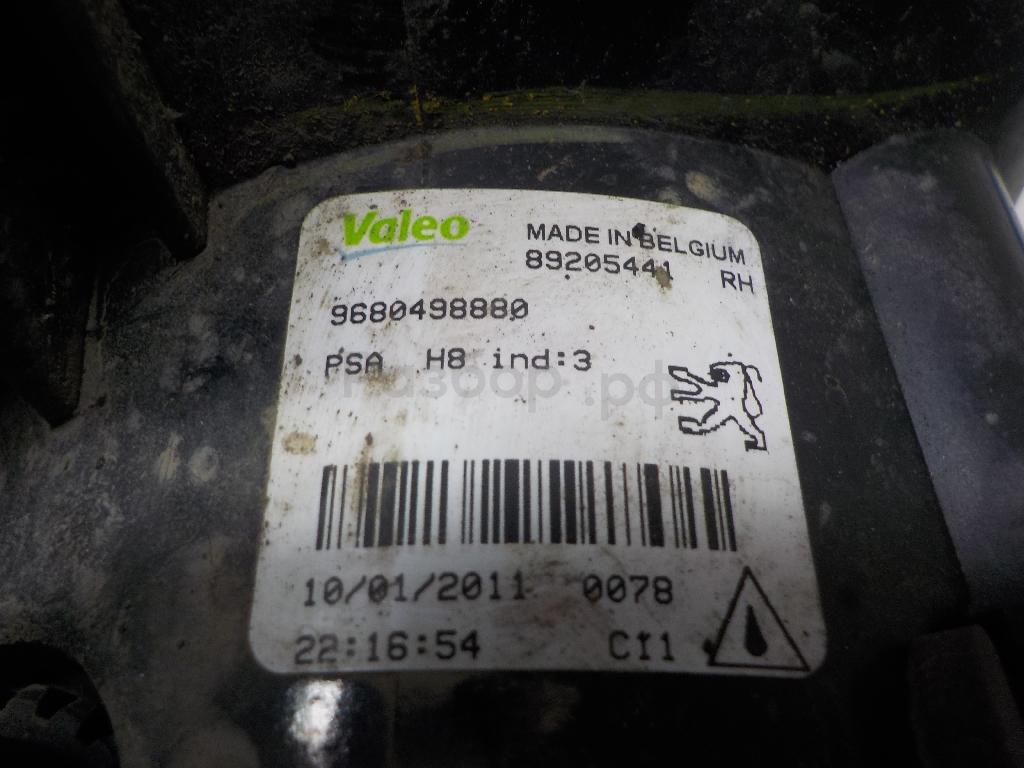 Valeo
MADE IN BELGIUM
89205441 RH
9680498880
PSA H8 ind:3
разбор.рф
10/01/2011 0078
22:16:54 C11